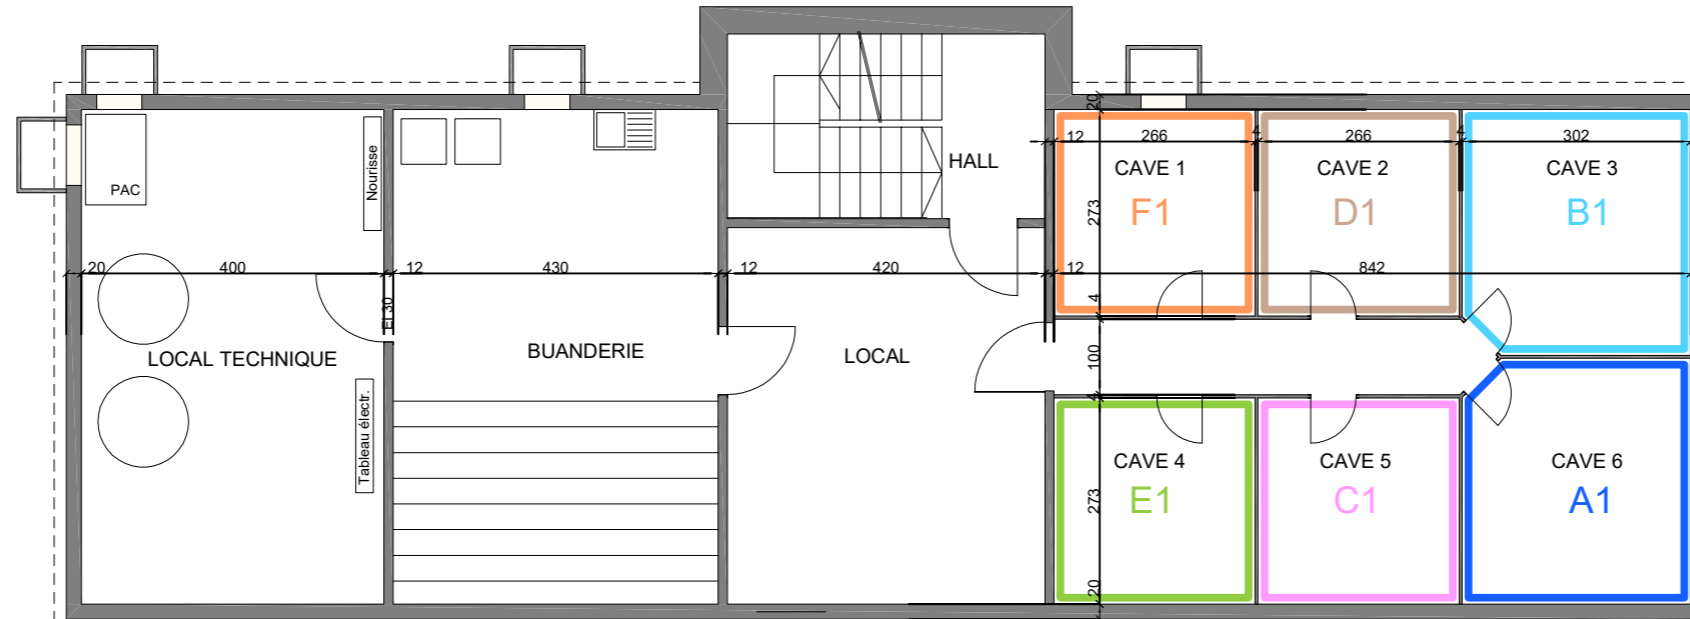 20
12
266
4
266
4
302
HALL
CAVE 1
CAVE 2
CAVE 3
PAC
Nourisse
F1
D1
B1
273
20
400
12
430
12
420
12
842
EI 30
4
LOCAL TECHNIQUE
BUANDERIE
LOCAL
100
4
Tableau électr.
CAVE 4
CAVE 5
CAVE 6
E1
C1
A1
273
20